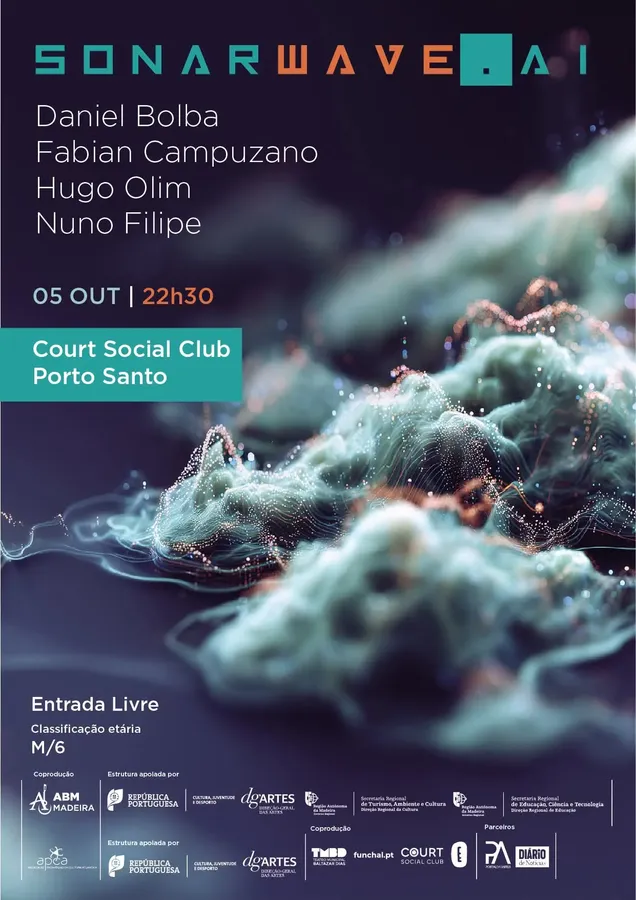 SONARWAVE.AI
Daniel Bolba
Fabian Campuzano
Hugo Olim
Nuno Filipe
05 OUT | 22h30
Court Social Club
Porto Santo
Entrada Livre
Classificação etária
M/6
Coprodução
Estrutura apoiada por
ABM
MADEIRA
REPÚBLICA
PORTUGUESA
CULTURA, JUVENTUDE
E DESPORTO
dgARTES
DIREÇÃO-GERAL
DAS ARTES
Região Autónoma
da Madeira
Secretaria Regional
de Turismo, Ambiente e Cultura
Direção Regional da Cultura
Região Autónoma
da Madeira
Secretaria Regional
de Educação, Ciência e Tecnologia
Direção Regional de Educação
apca
Estrutura apoiada por
REPÚBLICA
PORTUGUESA
CULTURA, JUVENTUDE
E DESPORTO
dgARTES
DIREÇÃO-GERAL
DAS ARTES
Coprodução
TMBD
TEATRO MUNICIPAL
BALTAZAR DIAS
funchal.pt
COURT
SOCIAL CLUB
Parceiros
DIÁRIO
de Notícias